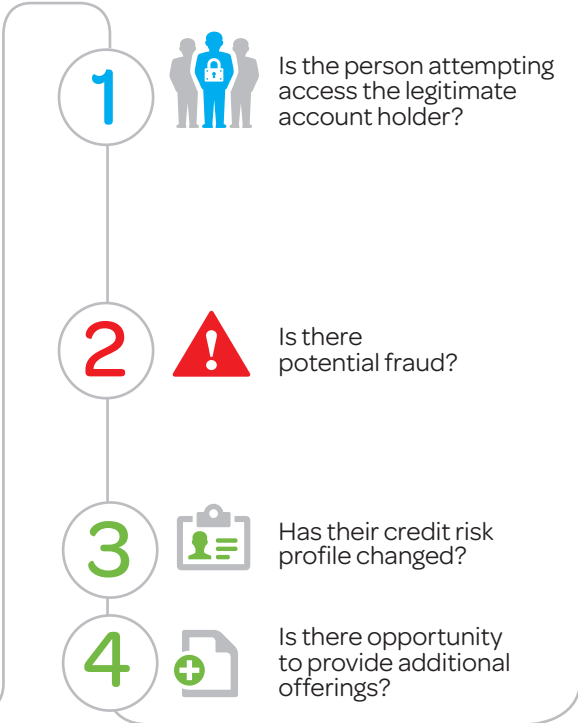 1
Is the person attempting
access the legitimate
account holder?
2
Is there
potential fraud?
3
Has their credit risk
profile changed?
4
Is there opportunity
to provide additional
offerings?